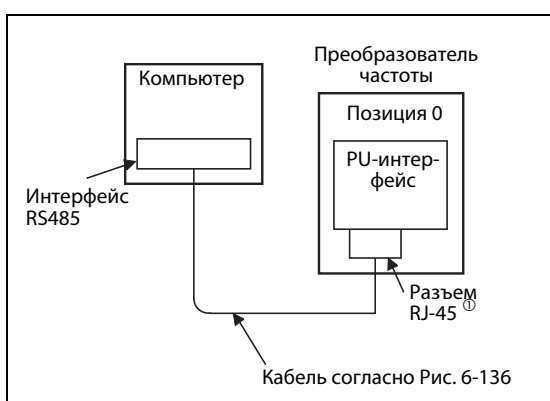 Компьютер
Интерфейс
RS485
Преобразователь
частоты
Позиция 0
PU-интер-
фейс
Разъем
RJ-45 ①
Кабель согласно Рис. 6-136